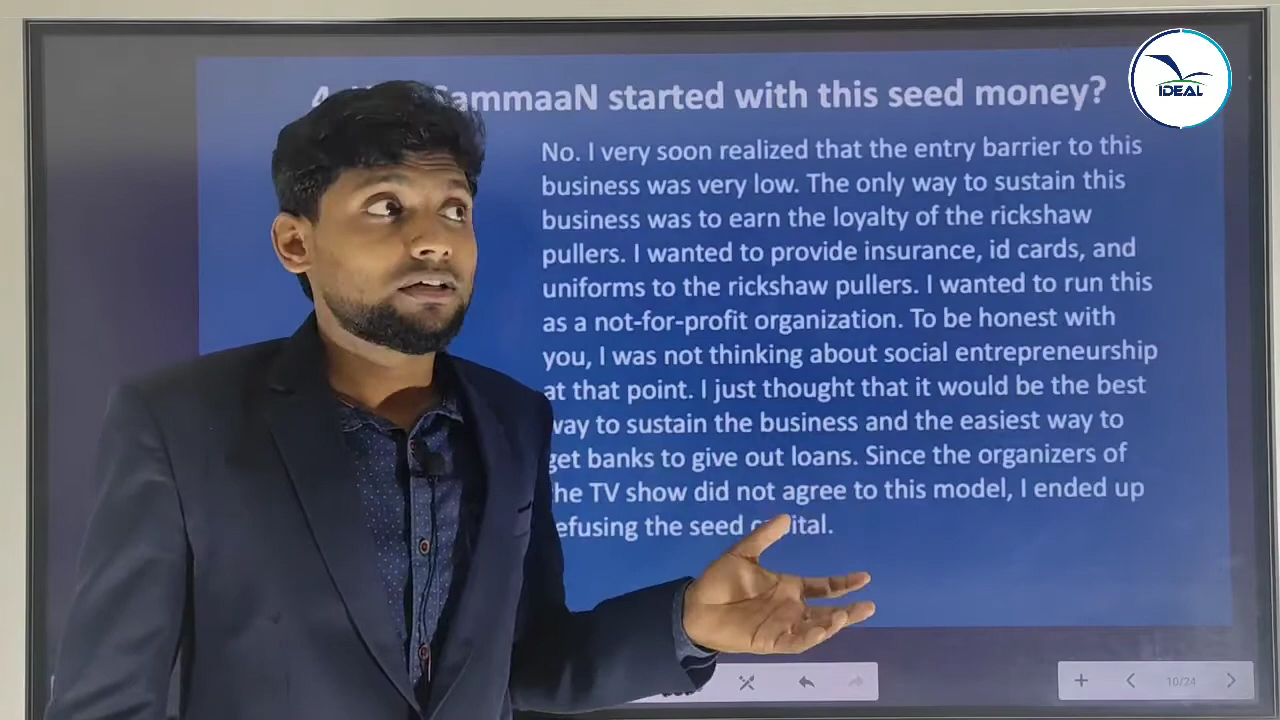 SammaaN started with this seed money?
IDEAL
No. I very soon realized that the entry barrier to this
business was very low. The only way to sustain this
business was to earn the loyalty of the rickshaw
pullers. I wanted to provide insurance, id cards, and
uniforms to the rickshaw pullers. I wanted to run this
as a not-for-profit organization. To be honest with
you, I was not thinking about social entrepreneurship
at that point. I just thought that it would be the best
way to sustain the business and the easiest way to
get banks to give out loans. Since the organizers of
the TV show did not agree to this model, I ended up
refusing the seed capital.
10/24